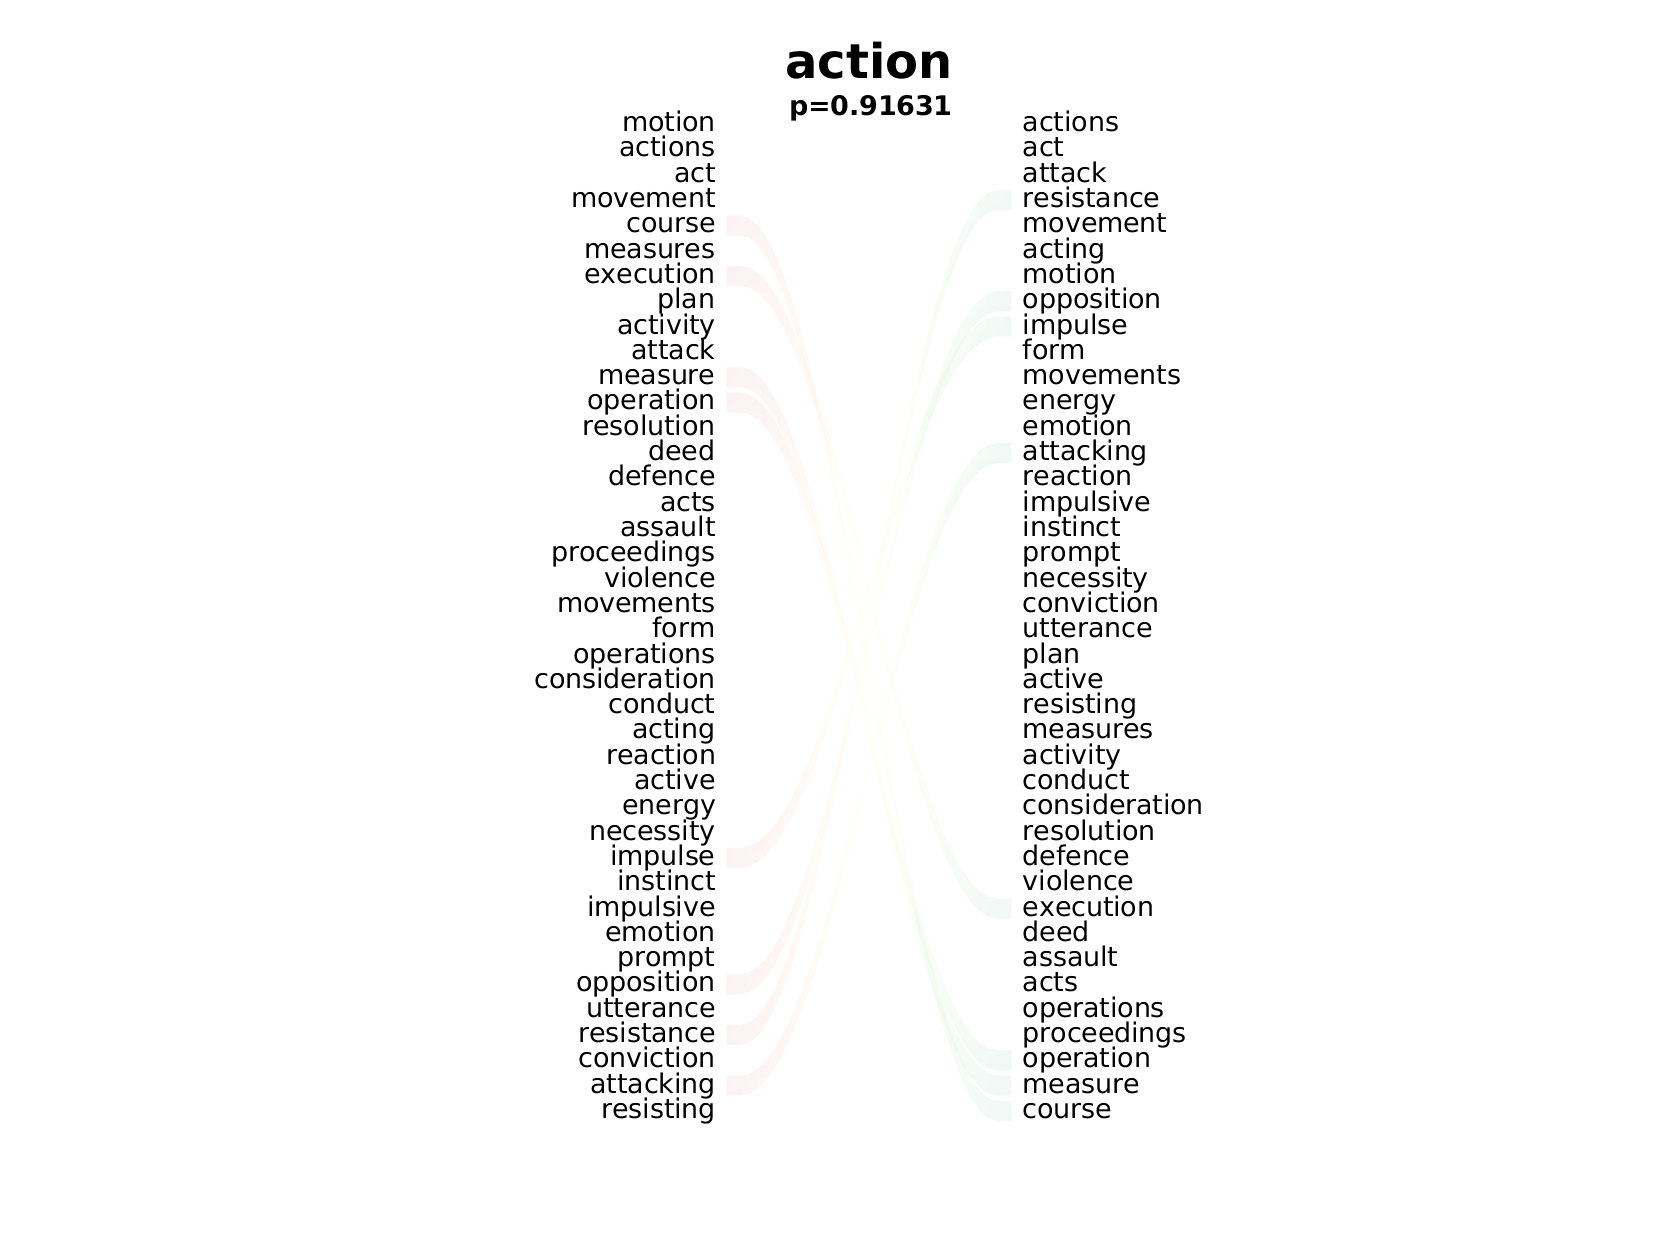 action
p=0.91631
motion
actions
act
movement
course
measures
execution
plan
activity
attack
measure
operation
resolution
deed
defence
acts
assault
proceedings
violence
movements
form
operations
consideration
conduct
acting
reaction
active
energy
necessity
impulse
instinct
impulsive
emotion
prompt
opposition
utterance
resistance
conviction
attacking
resisting
actions
act
attack
resistance
movement
acting
motion
opposition
impulse
form
movements
energy
emotion
attacking
reaction
impulsive
instinct
prompt
necessity
conviction
utterance
plan
active
resisting
measures
activity
conduct
consideration
resolution
defence
violence
execution
deed
assault
acts
operations
proceedings
operation
measure
course